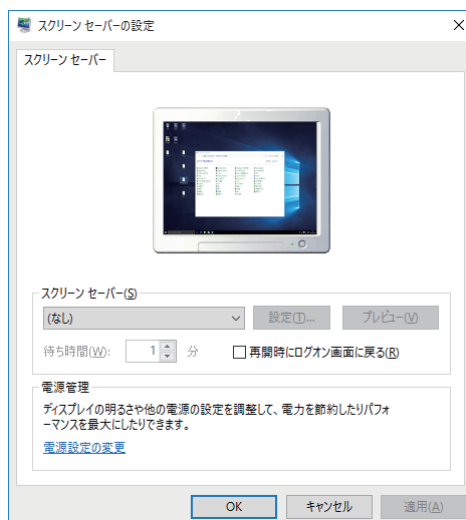 スクリーン セーバーの設定
スクリーン セーバー
スクリーン セーバー(S)
(なし)
設定(T)... プレビュー(V)
待ち時間(W): 1 分 再開時にログオン画面に戻る(R)
電源管理
ディスプレイの明るさや他の電源の設定を調整して、電力を節約したりパフォ
ーマンスを最大にしたりできます。
電源設定の変更
OK キャンセル 適用(A)